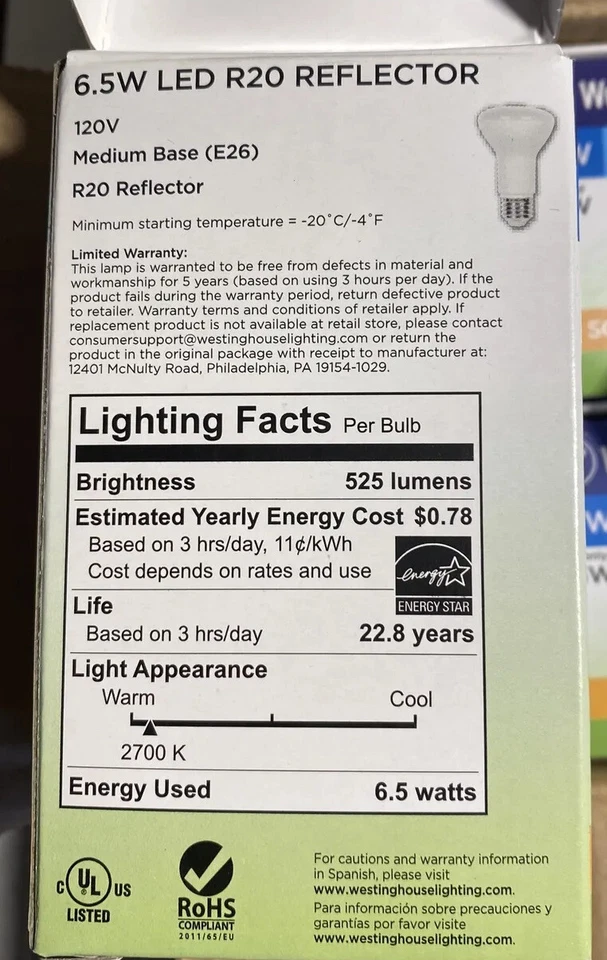 6.5W LED R20 REFLECTOR
120V
Medium Base (E26)
R20 Reflector
Minimum starting temperature = -20°C/-4°F
Limited Warranty:
This lamp is warranted to be free from defects in material and
workmanship for 5 years (based on using 3 hours per day). If the
product fails during the warranty period, return defective product
to retailer. Warranty terms and conditions of retailer apply. If
replacement product is not available at retail store, please contact
consumersupport@westinghouselighting.com or return the
product in the original package with receipt to manufacturer at:
12401 McNulty Road, Philadelphia, PA 19154-1029.
Lighting Facts Per Bulb
Brightness 525 lumens
Estimated Yearly Energy Cost $0.78
Based on 3 hrs/day, 11¢/kWh
Cost depends on rates and use
energy
ENERGY STAR
Life
Based on 3 hrs/day 22.8 years
Light Appearance
Warm Cool
2700 K
Energy Used 6.5 watts
C UL US
LISTED
RoHS
COMPLIANT
2011/65/EU
For cautions and warranty information
in Spanish, please visit
www.westinghouselighting.com.
Para información sobre precauciones y
garantías por favor visite
www.westinghouselighting.com.